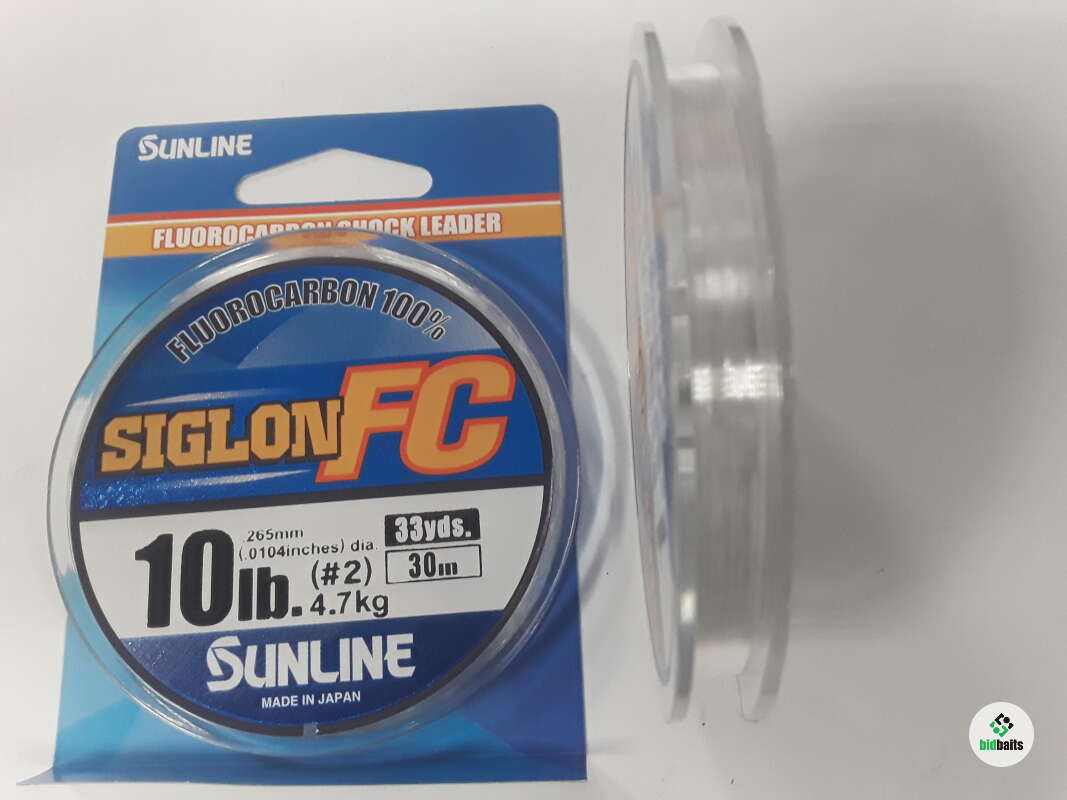 SUNLINE
FLUOROCARBON SHOCK LEADER
FLUOROCARBON 100%
SIGLON FC
.265mm
(.0104inches) dia.
10lb. (#2)
4.7kg
33yds.
30m
SUNLINE
MADE IN JAPAN
bidbaits